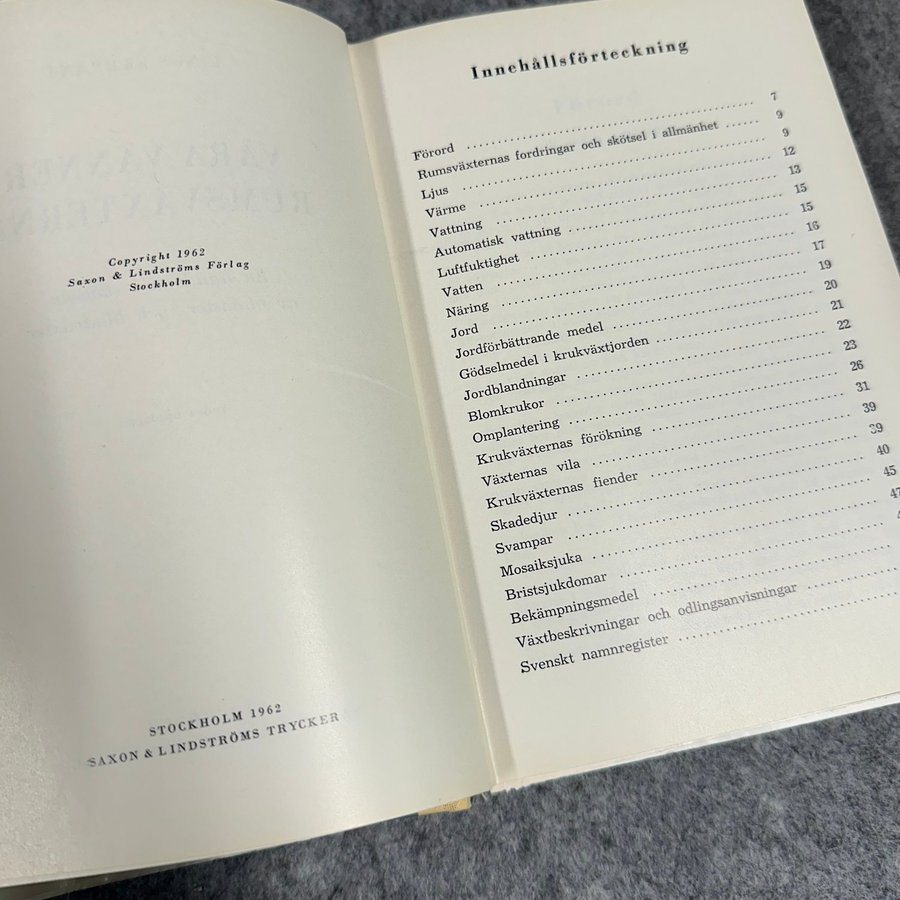 Copyright 1962
Saxon & Lindströms Förlag
Stockholm
STOCKHOLM 1962
SAXON & LINDSTRÖMS TRYCKER
Innehållsförteckning
Förord 7
Rumsväxternas fordringar och skötsel i allmänhet 9
Ljus 9
Värme 12
Vattning 13
Automatisk vattning 15
Luftfuktighet 15
Vatten 16
Näring 17
Jord 19
Jordförbättrande medel 20
Gödselmedel i krukväxtjorden 21
Jordblandningar 22
Blomkrukor 23
Omplantering 26
Krukväxternas förökning 31
Växternas vila 39
Krukväxternas fiender 39
Skadedjur 40
Svampar 45
Mosaiksjuka 47
Bristsjukdomar
Bekämpningsmedel
Växtbeskrivningar och odlingsanvisningar
Svenskt namnregister